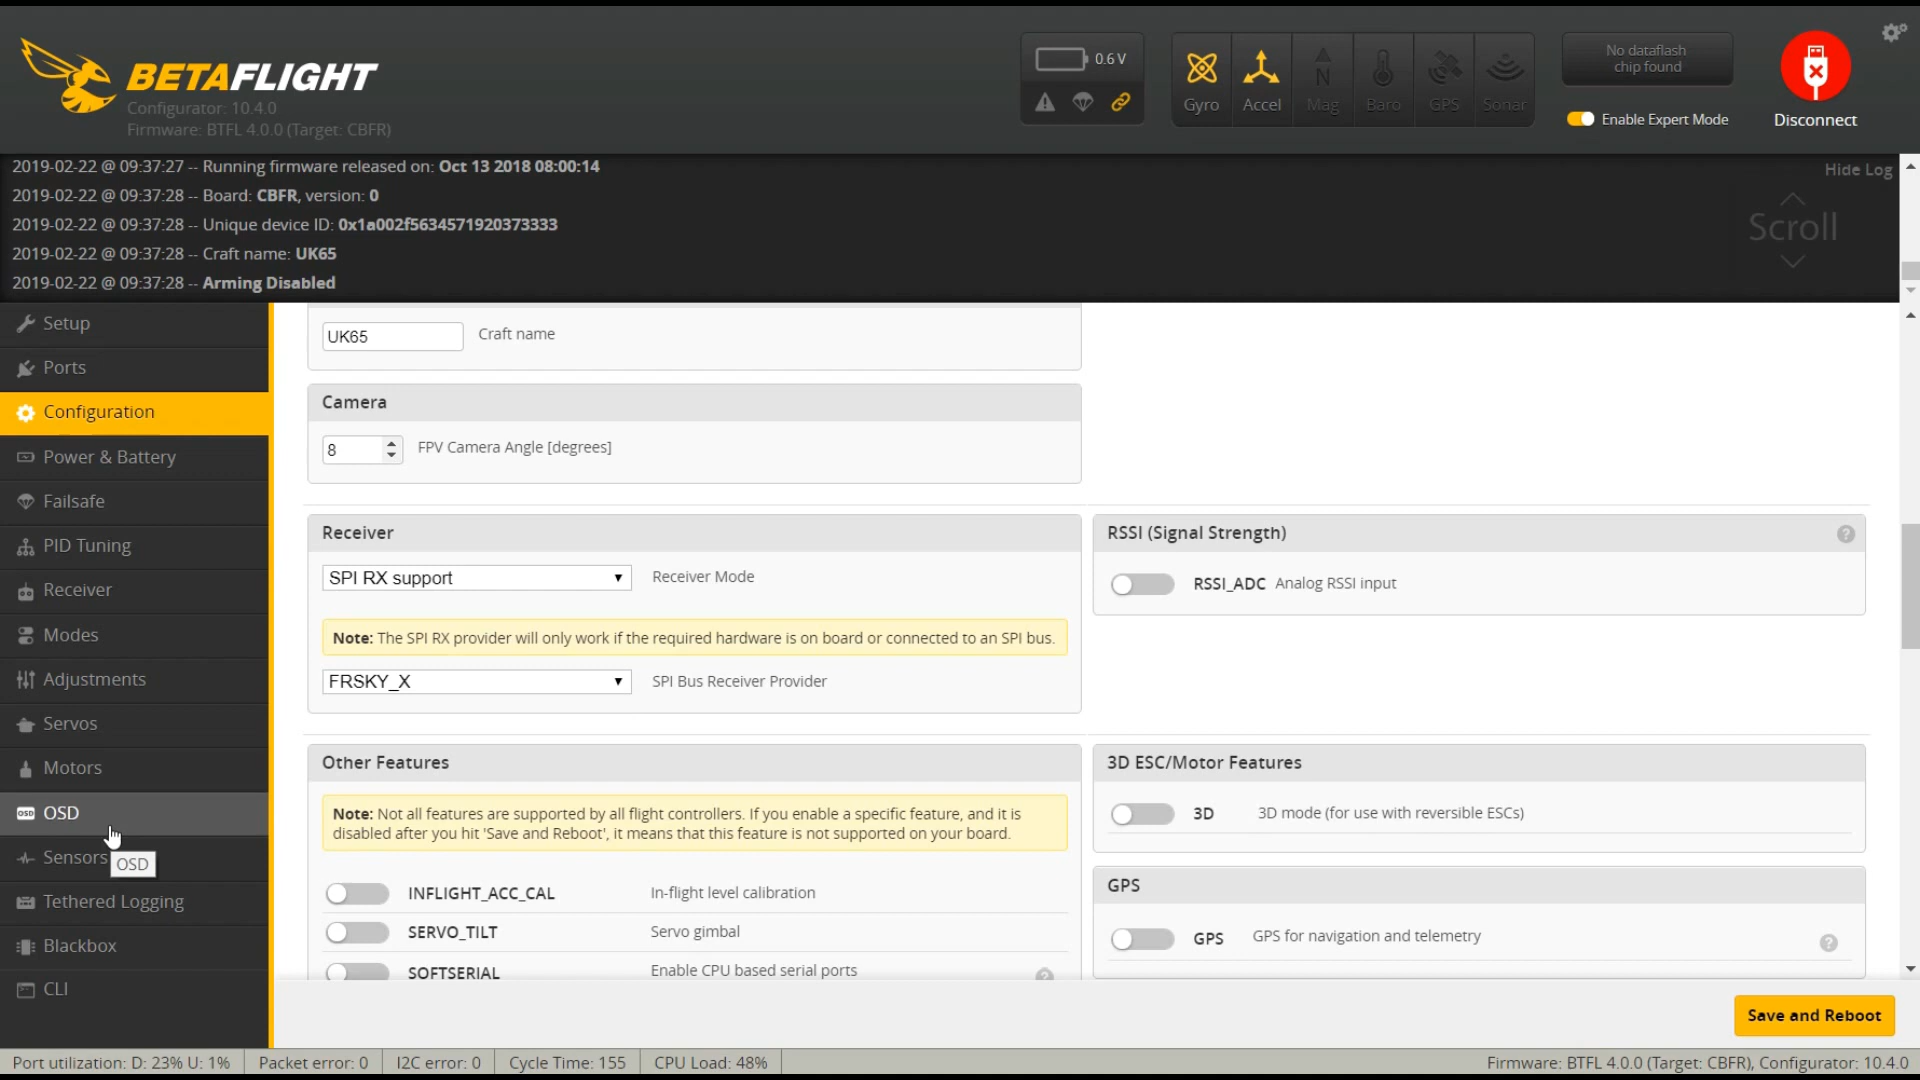 BETAFLIGHT
Configurator: 10.4.0
Firmware: BTFL 4.0.0 (Target: CBFR)
0.6 V
Gyro
Accel
Mag
Baro
GPS
Sonar
No dataflash
chip found
Enable Expert Mode
Disconnect
2019-02-22 @ 09:37:27 -- Running firmware released on: Oct 13 2018 08:00:14
2019-02-22 @ 09:37:28 -- Board: CBFR, version: 0
2019-02-22 @ 09:37:28 -- Unique device ID: 0x1a002f5634571920373333
2019-02-22 @ 09:37:28 -- Craft name: UK65
2019-02-22 @ 09:37:28 -- Arming Disabled
Hide Log
Scroll
Setup
Ports
Configuration
Power & Battery
Failsafe
PID Tuning
Receiver
Modes
Adjustments
Servos
Motors
OSD
Sensors
OSD
Tethered Logging
Blackbox
CLI
UK65 Craft name
Camera
8 FPV Camera Angle [degrees]
Receiver
SPI RX support Receiver Mode
Note: The SPI RX provider will only work if the required hardware is on board or connected to an SPI bus.
FRSKY_X SPI Bus Receiver Provider
RSSI (Signal Strength)
RSSI_ADC Analog RSSI input
Other Features
Note: Not all features are supported by all flight controllers. If you enable a specific feature, and it is
disabled after you hit 'Save and Reboot', it means that this feature is not supported on your board.
INFLIGHT_ACC_CAL In-flight level calibration
SERVO_TILT Servo gimbal
SOFTSERIAL Enable CPU based serial ports
3D ESC/Motor Features
3D 3D mode (for use with reversible ESCs)
GPS
GPS GPS for navigation and telemetry
Save and Reboot
Port utilization: D: 23% U: 1% Packet error: 0 I2C error: 0 Cycle Time: 155 CPU Load: 48% Firmware: BTFL 4.0.0 (Target: CBFR), Configurator: 10.4.0